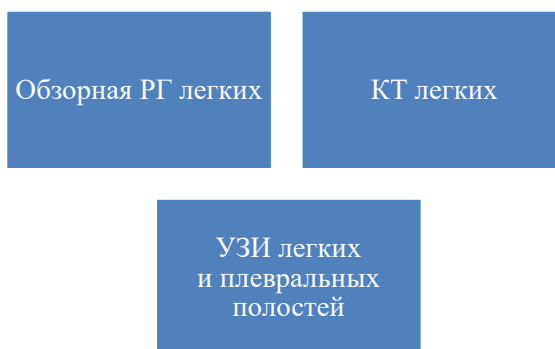 Обзорная РГ легких
КТ легких
УЗИ легких
и плевральных
полостей